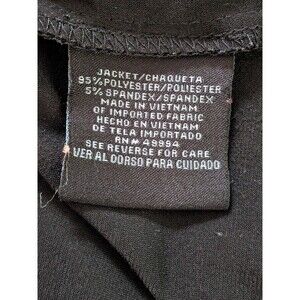 JACKET/CHAQUETA
95% POLYESTER/POLIESTER
5% SPANDEX/SPANDEX
MADE IN VIETNAM
OF IMPORTED FABRIC
HECHO EN VIETNAM
DE TELA IMPORTADO
RN# 49994
SEE REVERSE FOR CARE
VER AL DORSO PARA CUIDADO